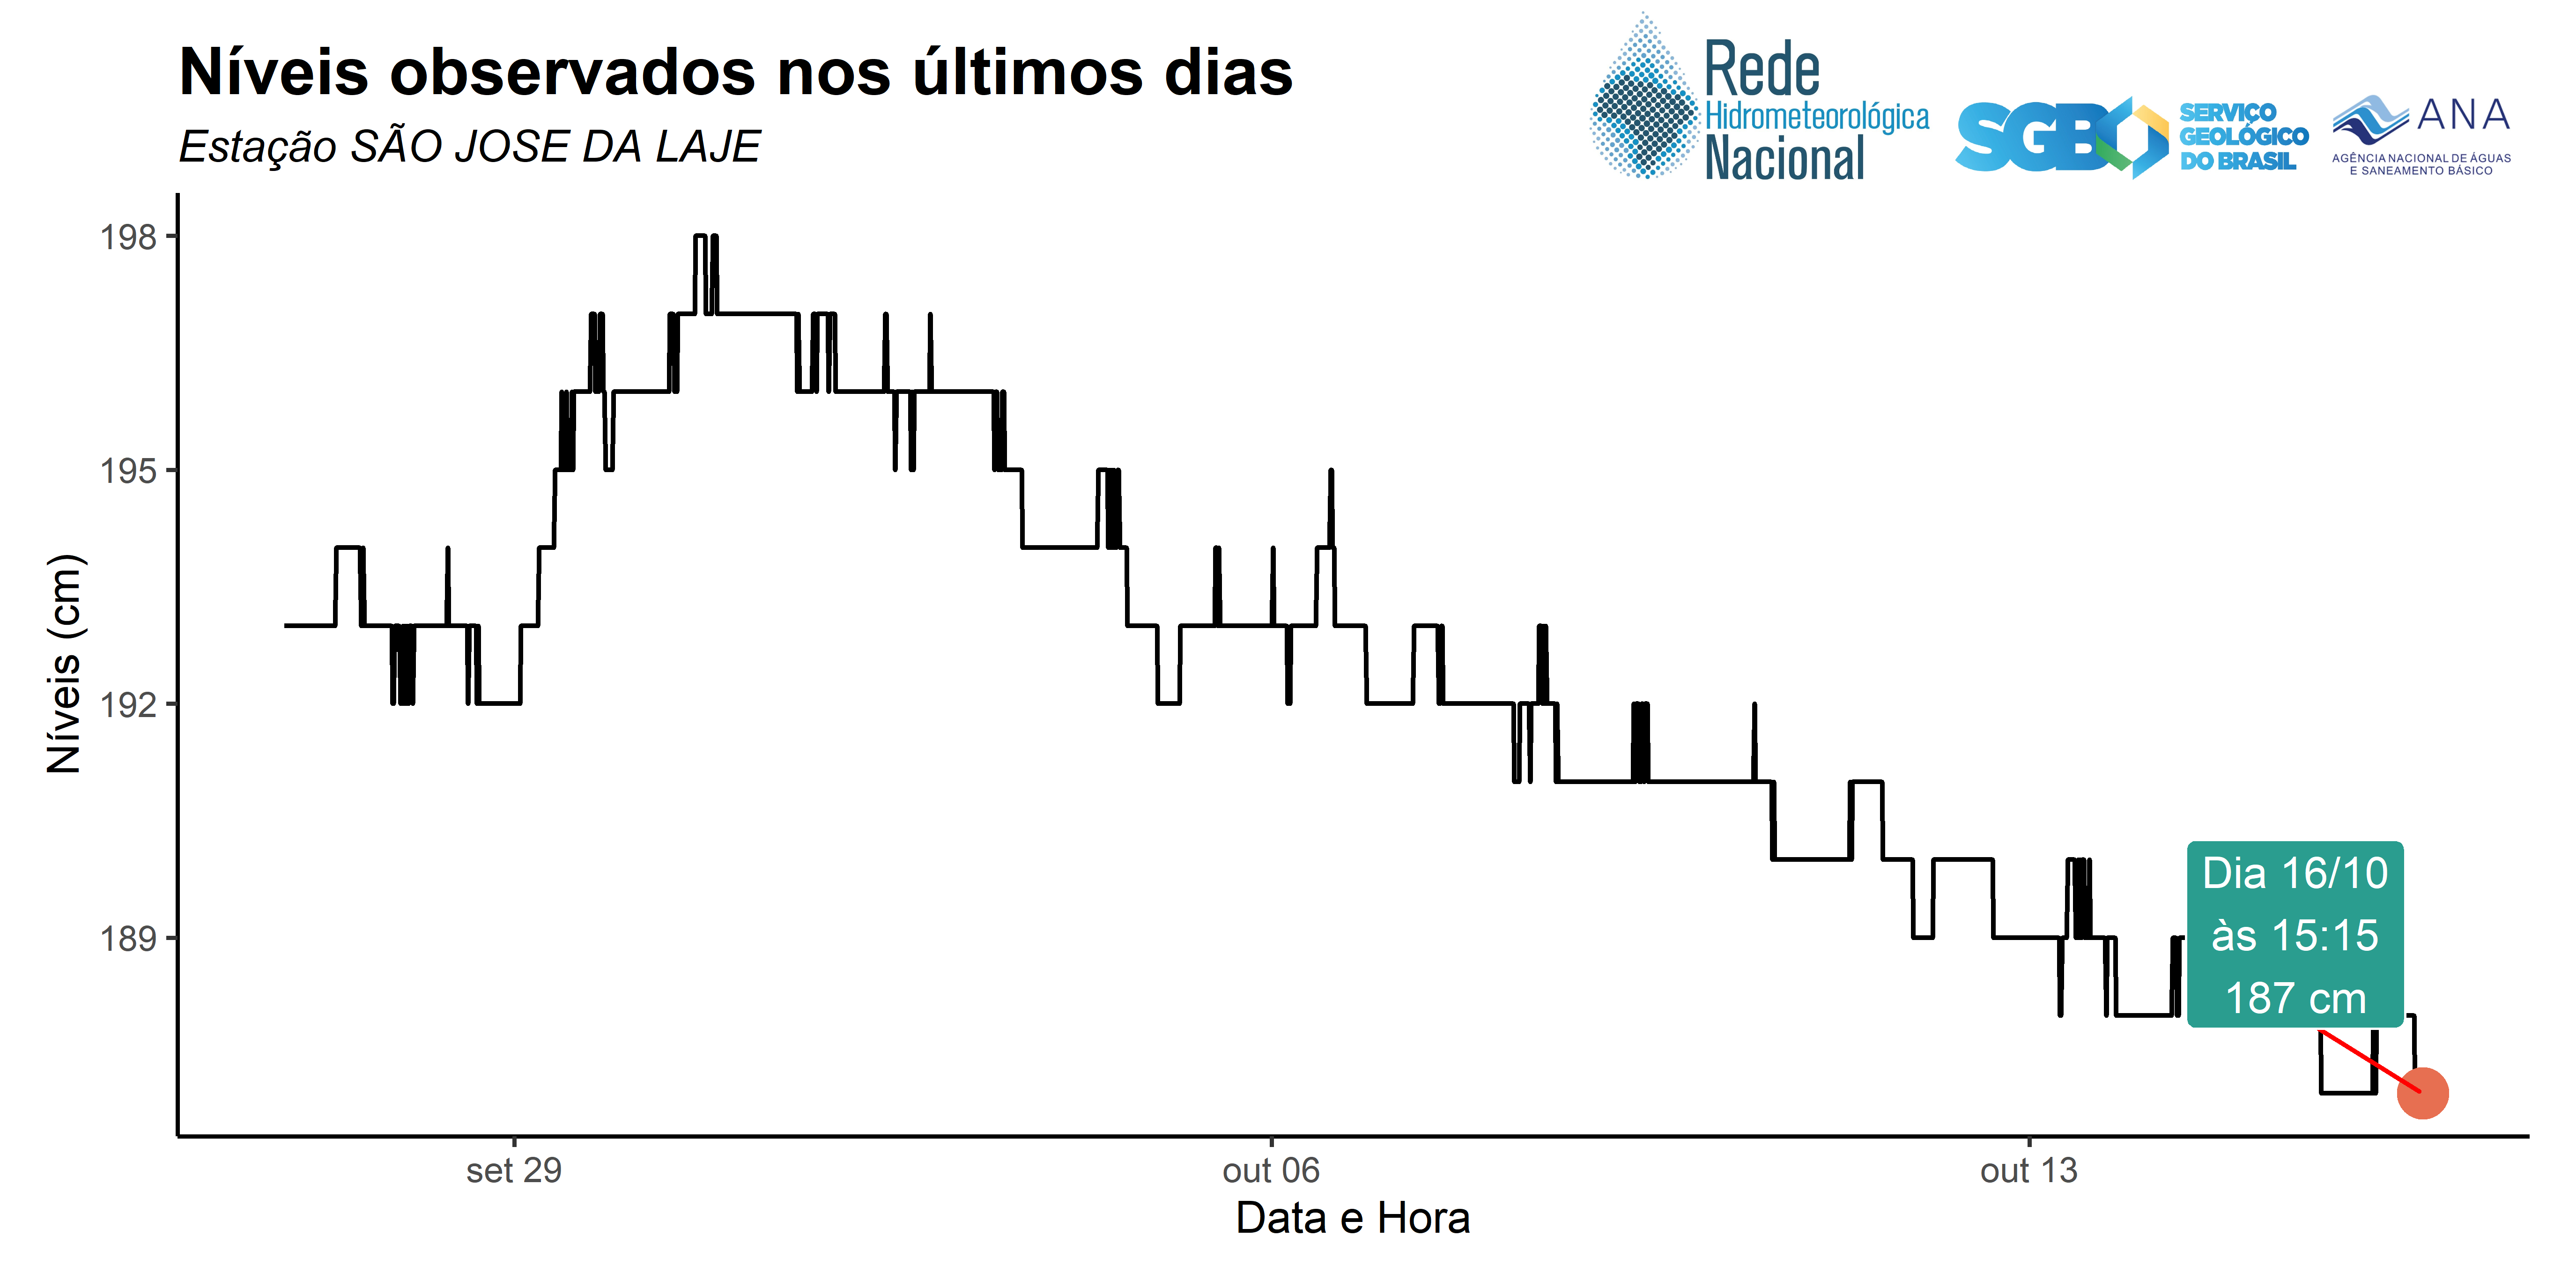 Níveis observados nos últimos dias
Estação SÃO JOSE DA LAJE
Rede
Hidrometeorológica
Nacional
SGB
SERVIÇO
GEOLÓGICO
DO BRASIL
ANA
AGÊNCIA NACIONAL DE ÁGUAS
E SANEAMENTO BÁSICO
198
195
192
189
Níveis (cm)
Dia 16/10
às 15:15
187 cm
set 29
out 06
out 13
Data e Hora